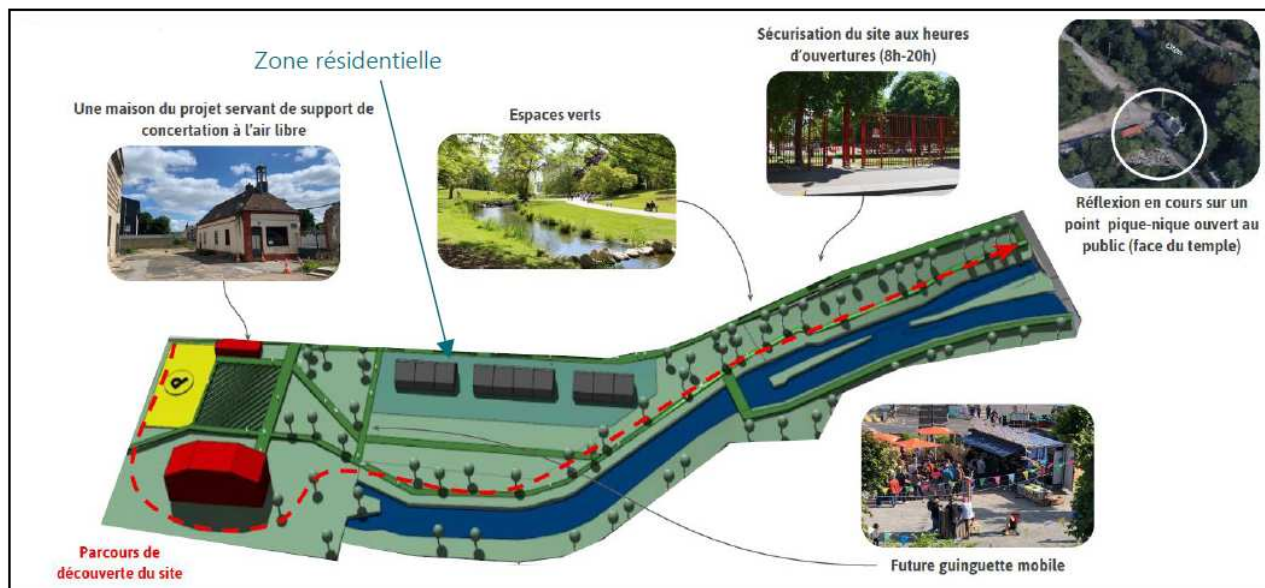 Zone résidentielle
Une maison du projet servant de support de
concertation à l'air libre
Espaces verts
Sécurisation du site aux heures
d'ouvertures (8h-20h)
Réflexion en cours sur un
point pique-nique ouvert au
public (face du temple)
P
Parcours de
découverte du site
Future guinguette mobile